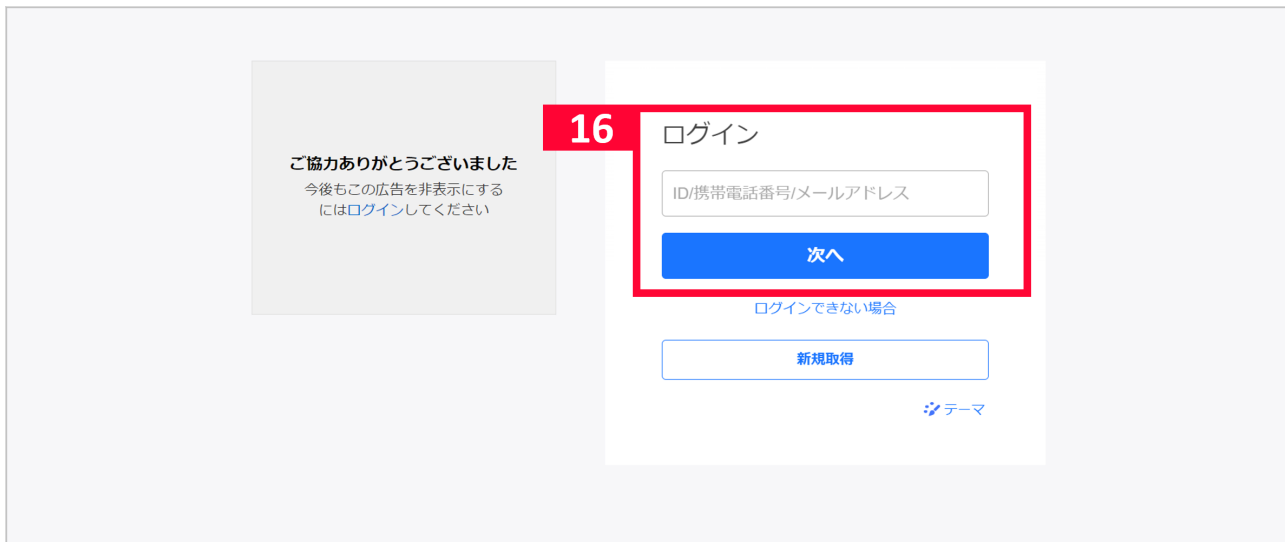 ご協力ありがとうございました
今後もこの広告を非表示にする
にはログインしてください
16
ログイン
ID/携帯電話番号/メールアドレス
次へ
ログインできない場合
新規取得
テーマ